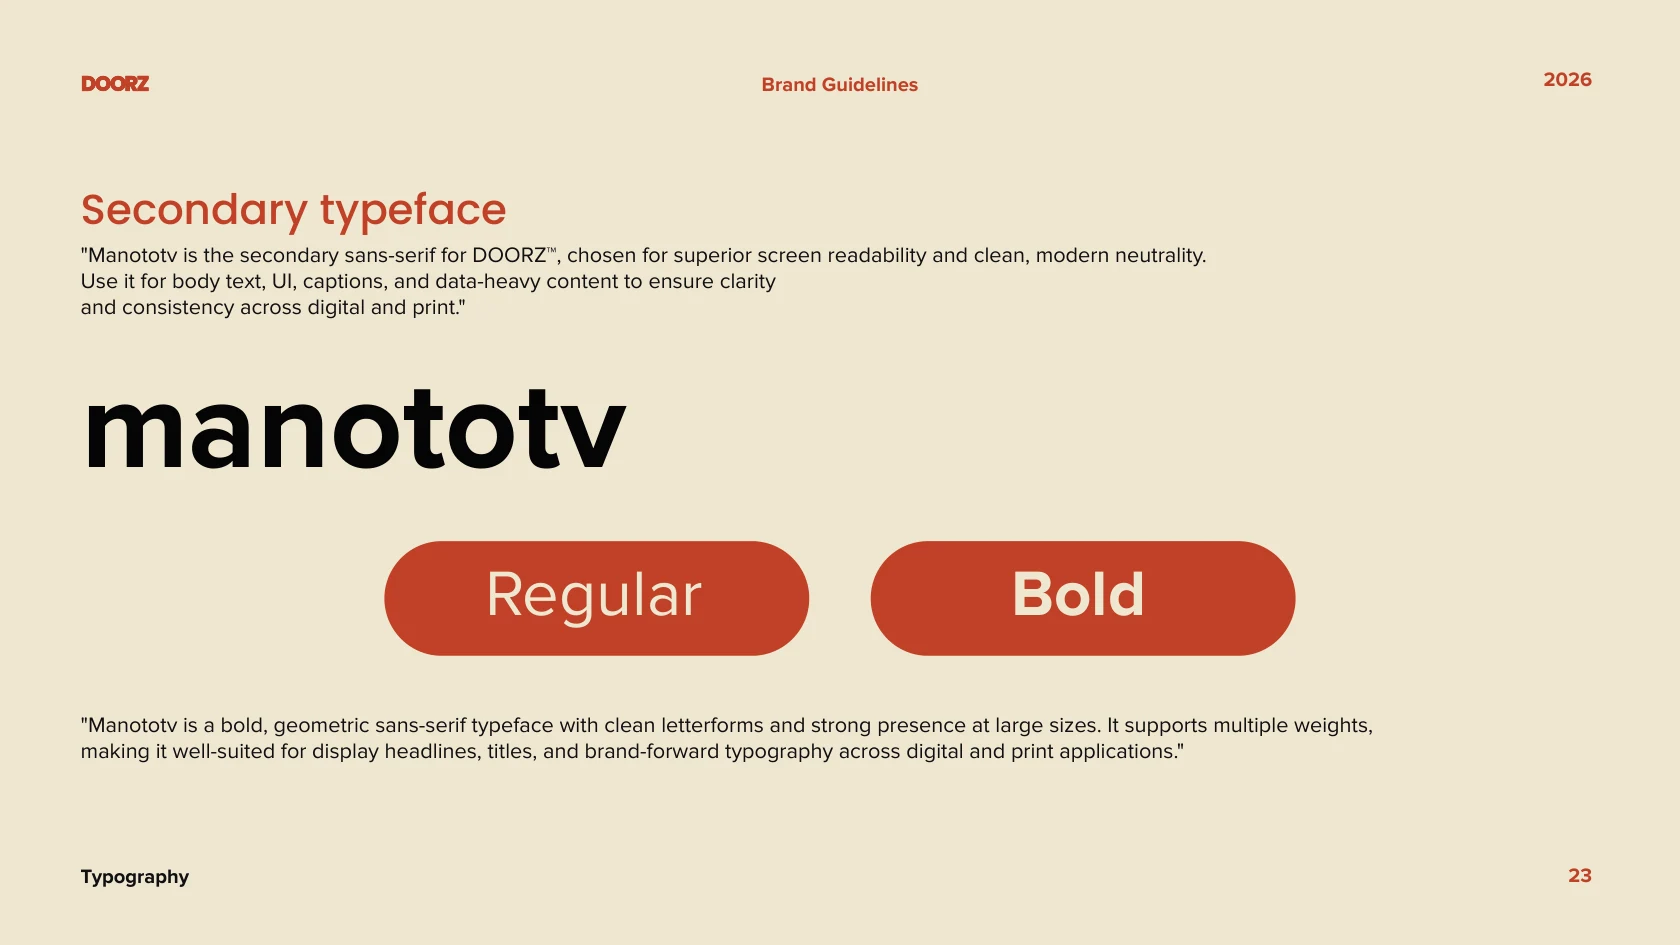 DOORZ
Brand Guidelines
2026
Secondary typeface
"Manototv is the secondary sans-serif for DOORZ™, chosen for superior screen readability and clean, modern neutrality.
Use it for body text, UI, captions, and data-heavy content to ensure clarity
and consistency across digital and print."
manototv
Regular
Bold
"Manototv is a bold, geometric sans-serif typeface with clean letterforms and strong presence at large sizes. It supports multiple weights,
making it well-suited for display headlines, titles, and brand-forward typography across digital and print applications."
Typography
23